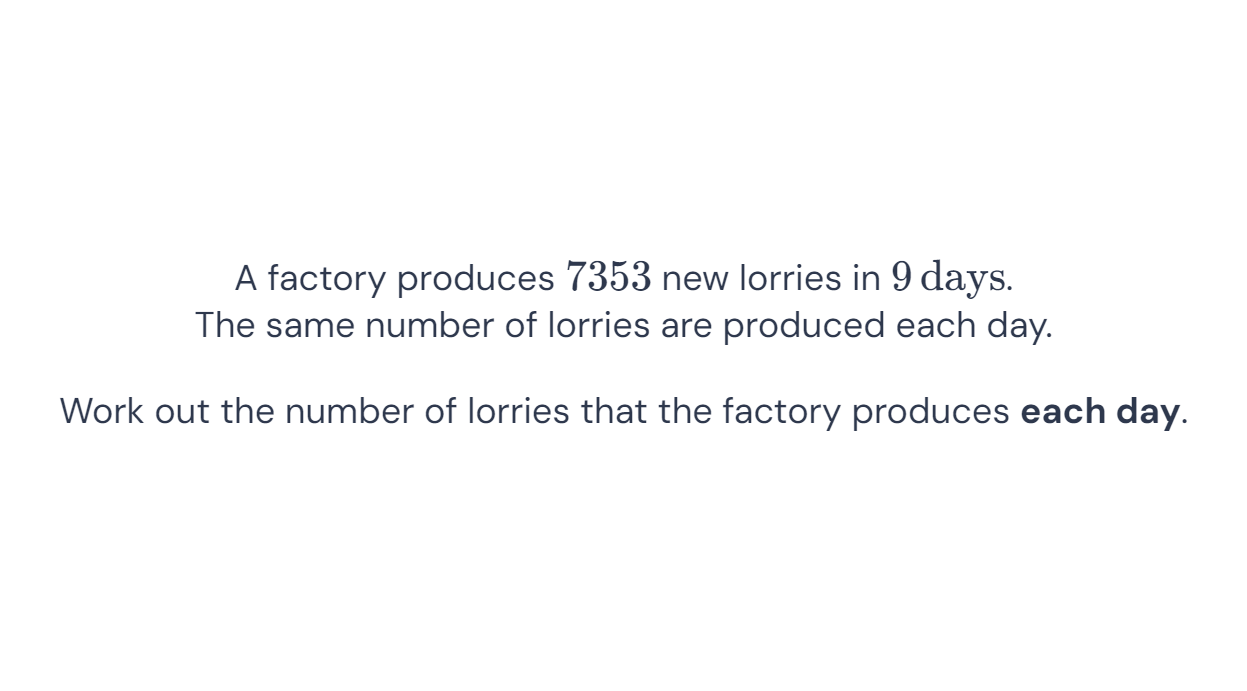 A factory produces 7353 new lorries in 9 days.
The same number of lorries are produced each day.
Work out the number of lorries that the factory produces each day.